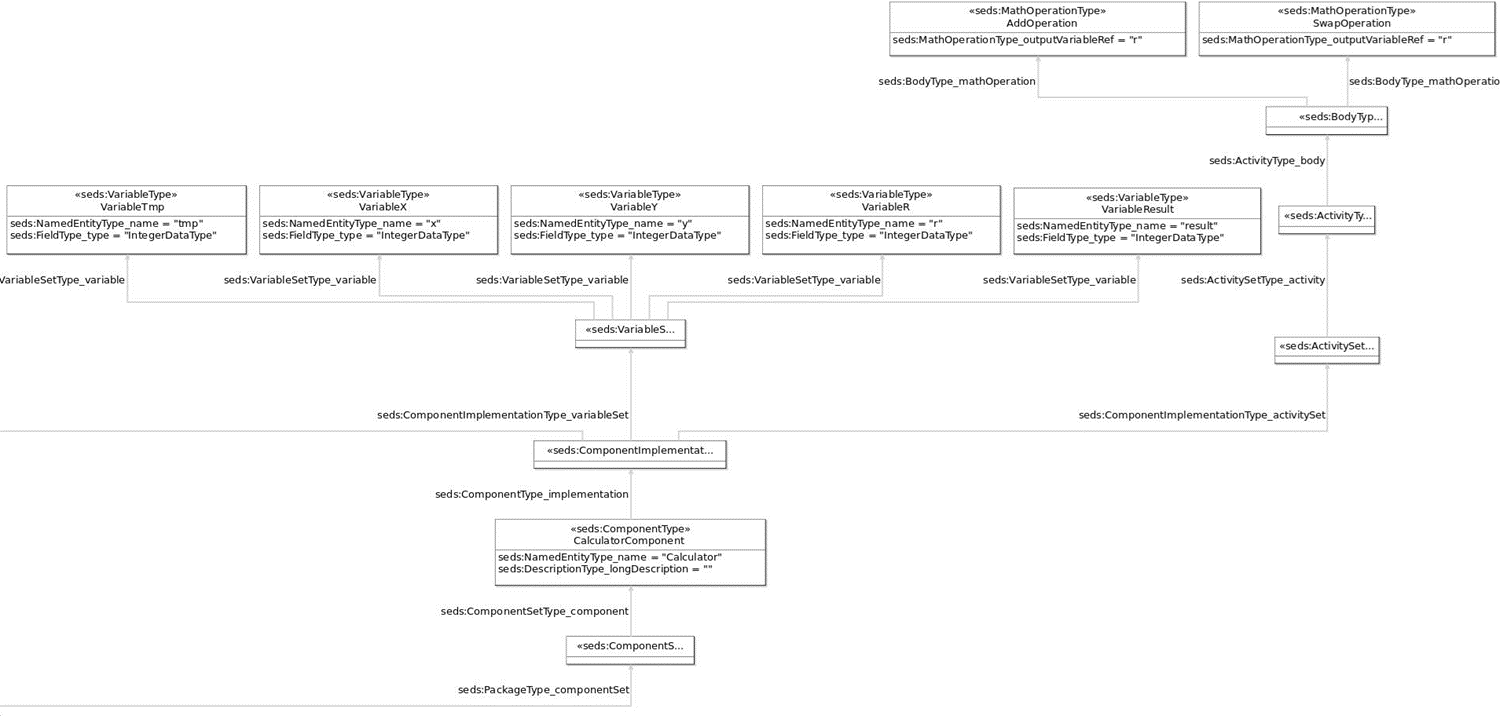 «seds:MathOperationType»
AddOperation
seds:MathOperationType_outputVariableRef = "r"
«seds:MathOperationType»
SwapOperation
seds:MathOperationType_outputVariableRef = "r"
seds:BodyType_mathOperation
seds:BodyType_mathOperatio
«seds:BodyTyp...
seds:ActivityType_body
«seds:VariableType»
VariableTmp
seds:NamedEntityType_name = "tmp"
seds:FieldType_type = "IntegerDataType"
«seds:VariableType»
VariableX
seds:NamedEntityType_name = "x"
seds:FieldType_type = "IntegerDataType"
«seds:VariableType»
VariableY
seds:NamedEntityType_name = "y"
seds:FieldType_type = "IntegerDataType"
«seds:VariableType»
VariableR
seds:NamedEntityType_name = "r"
seds:FieldType_type = "IntegerDataType"
«seds:VariableType»
VariableResult
seds:NamedEntityType_name = "result"
seds:FieldType_type = "IntegerDataType"
«seds:ActivityTy...
VariableSetType_variable
seds:VariableSetType_variable
seds:VariableSetType_variable
seds:VariableSetType_variable
seds:VariableSetType_variable
seds:ActivitySetType_activity
«seds:VariableS...
«seds:ActivitySet...
seds:ComponentImplementationType_variableSet
seds:ComponentImplementationType_activitySet
«seds:ComponentImplementat...
seds:ComponentType_implementation
«seds:ComponentType»
CalculatorComponent
seds:NamedEntityType_name = "Calculator"
seds:DescriptionType_longDescription = ""
seds:ComponentSetType_component
«seds:ComponentS...
seds:PackageType_componentSet